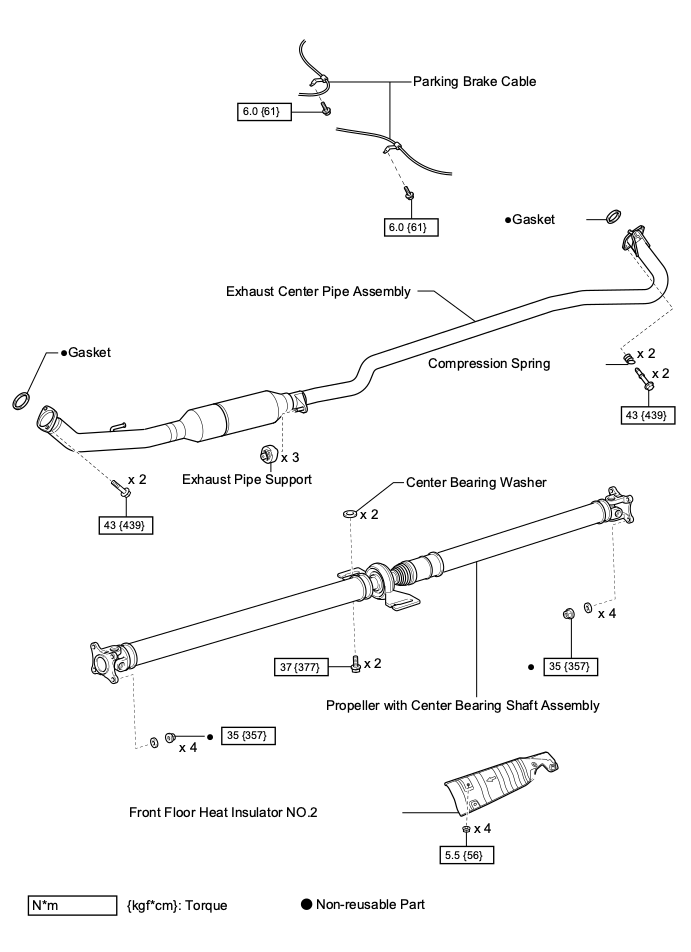 Parking Brake Cable
6.0 {61}
6.0 {61}
●Gasket
Exhaust Center Pipe Assembly
●Gasket
x 2
Compression Spring
x 2
43 {439}
x 3
x 2
Exhaust Pipe Support
Center Bearing Washer
43 {439}
x 2
x 4
37 {377}
x 2
● 35 {357}
Propeller with Center Bearing Shaft Assembly
● 35 {357}
x 4
Front Floor Heat Insulator NO.2
x 4
5.5 {56}
N*m {kgf*cm}: Torque ● Non-reusable Part